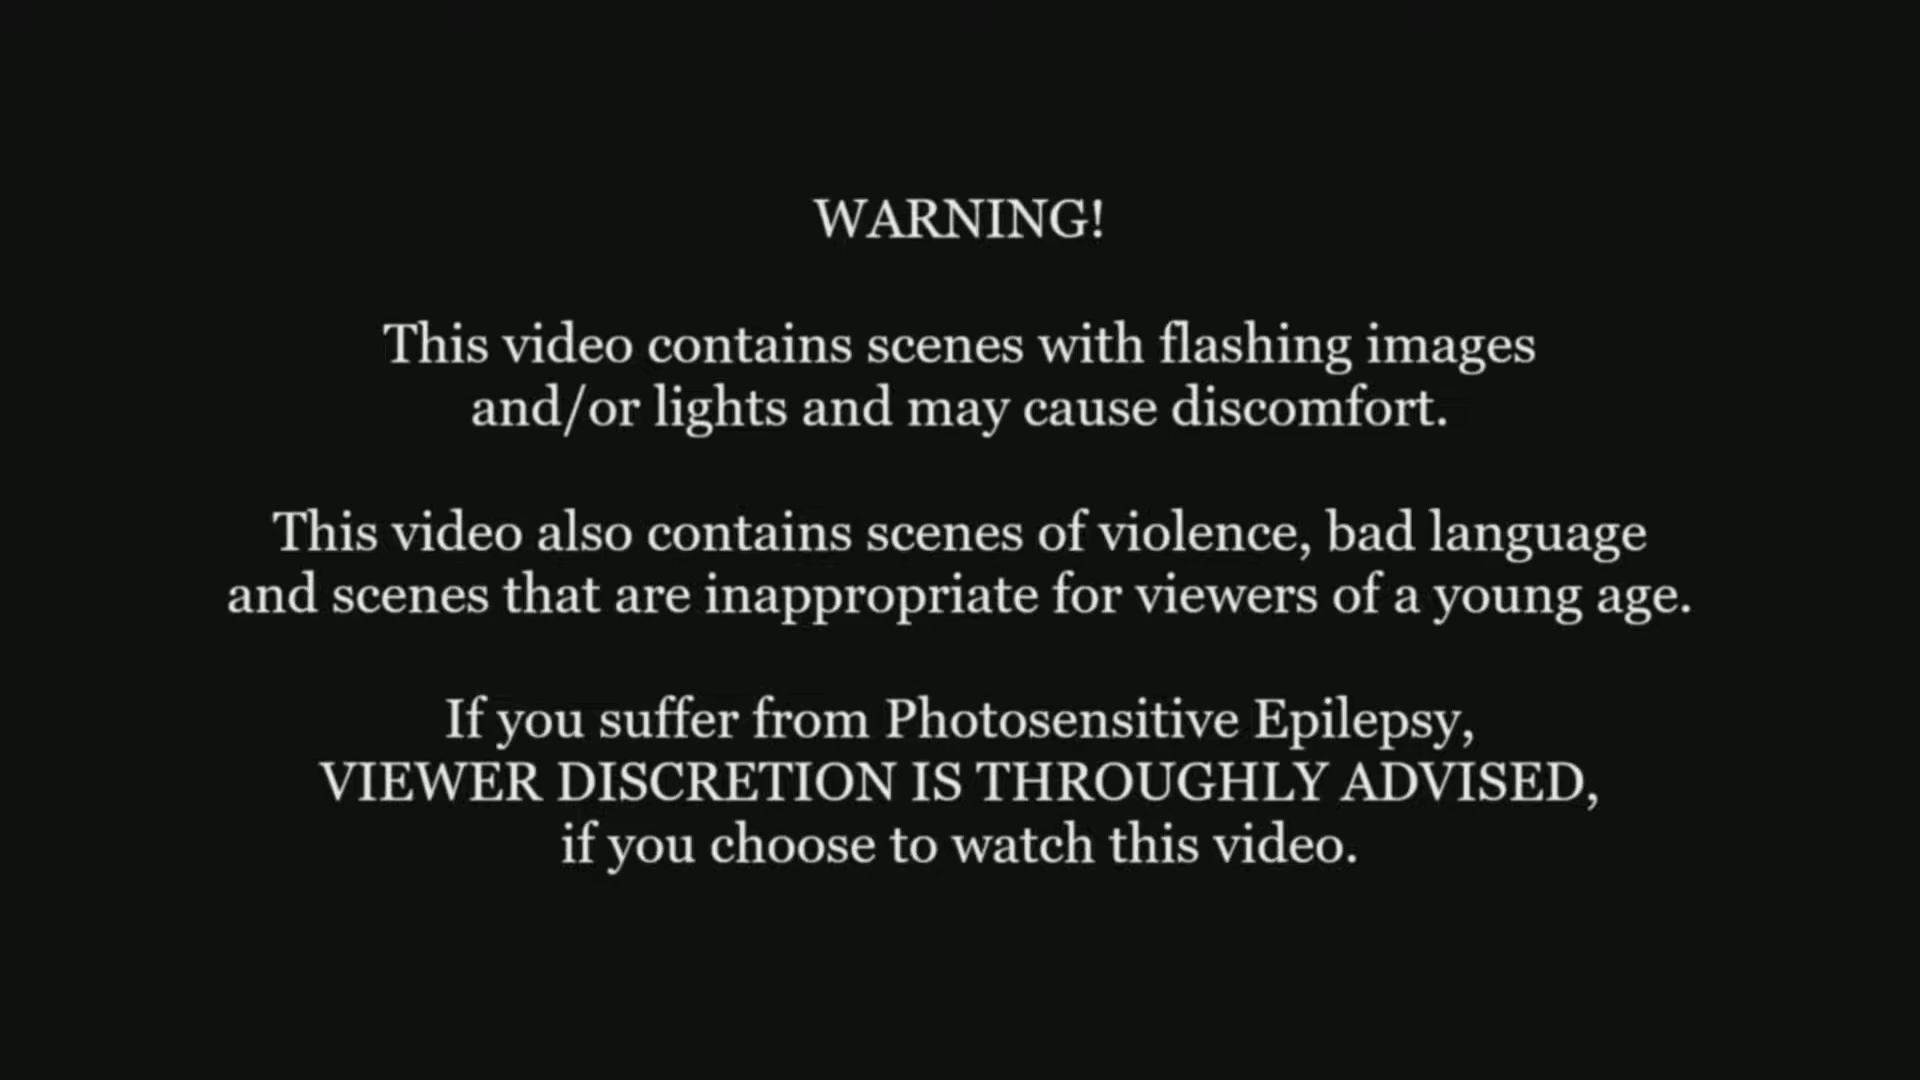 WARNING!
This video contains scenes with flashing images
and/or lights and may cause discomfort.
This video also contains scenes of violence, bad language
and scenes that are inappropriate for viewers of a young age.
If you suffer from Photosensitive Epilepsy,
VIEWER DISCRETION IS THROUGHLY ADVISED,
if you choose to watch this video.